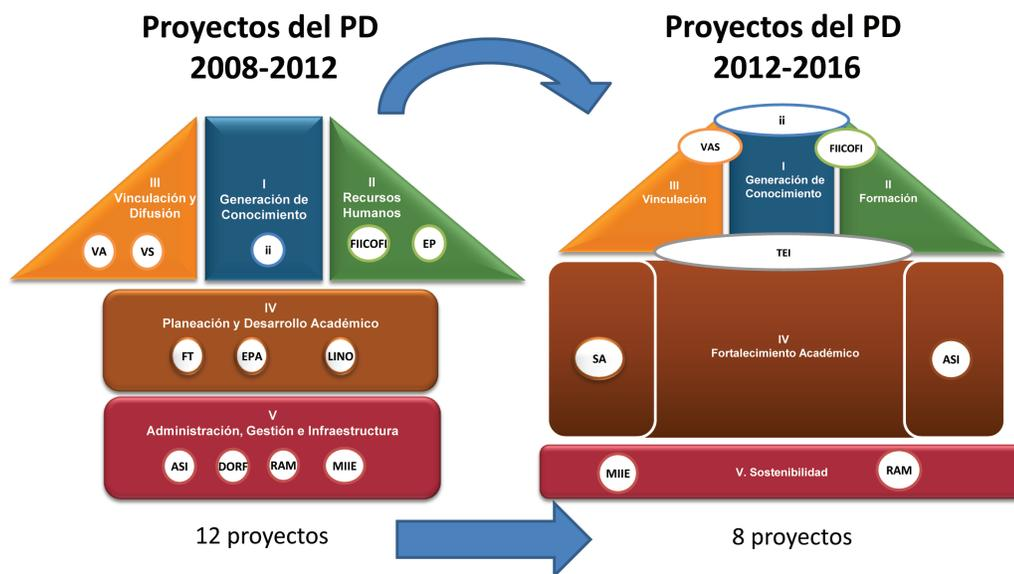 Proyectos del PD
2008-2012
III
Vinculación y
Difusión
VA
VS
I
Generación de
Conocimiento
ii
II
Recursos
Humanos
FIICOFI
EP
IV
Planeación y Desarrollo Académico
FT
EPA
LINO
V
Administración, Gestión e Infraestructura
ASI
DORF
RAM
MIIE
12 proyectos
Proyectos del PD
2012-2016
ii
VAS
FIICOFI
I
Generación de
Conocimiento
III
Vinculación
II
Formación
TEI
IV
Fortalecimiento Académico
SA
ASI
MIIE
V. Sostenibilidad
RAM
8 proyectos